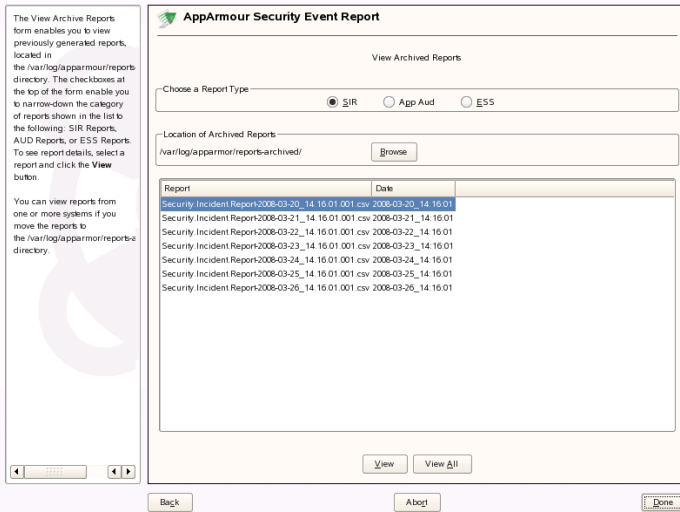 The View Archive Reports
form enables you to view
previously generated reports,
located in
the /var/log/apparmour/reports-
directory. The checkboxes at
the top of the form enable you
to narrow-down the category
of reports shown in the list to
the following: SIR Reports,
AUD Reports, or ESS Reports.
To see report details, select a
report and click the View
button.
You can view reports from
one or more systems if you
move the reports to
the /var/log/apparmor/reports-a
directory.
AppArmour Security Event Report
View Archived Reports
Choose a Report Type
SIR App Aud ESS
Location of Archived Reports
/var/log/apparmor/reports-archived/ Browse
Report Date
Security.Incident.Report-2008-03-20_14.16.01.001.csv 2008-03-20_14:16:01
Security.Incident.Report-2008-03-21_14.16.01.001.csv 2008-03-21_14:16:01
Security.Incident.Report-2008-03-22_14.16.01.001.csv 2008-03-22_14:16:01
Security.Incident.Report-2008-03-23_14.16.01.001.csv 2008-03-23_14:16:01
Security.Incident.Report-2008-03-24_14.16.01.001.csv 2008-03-24_14:16:01
Security.Incident.Report-2008-03-25_14.16.01.001.csv 2008-03-25_14:16:01
Security.Incident.Report-2008-03-26_14.16.01.001.csv 2008-03-26_14:16:01
View View All
Back Abort Done